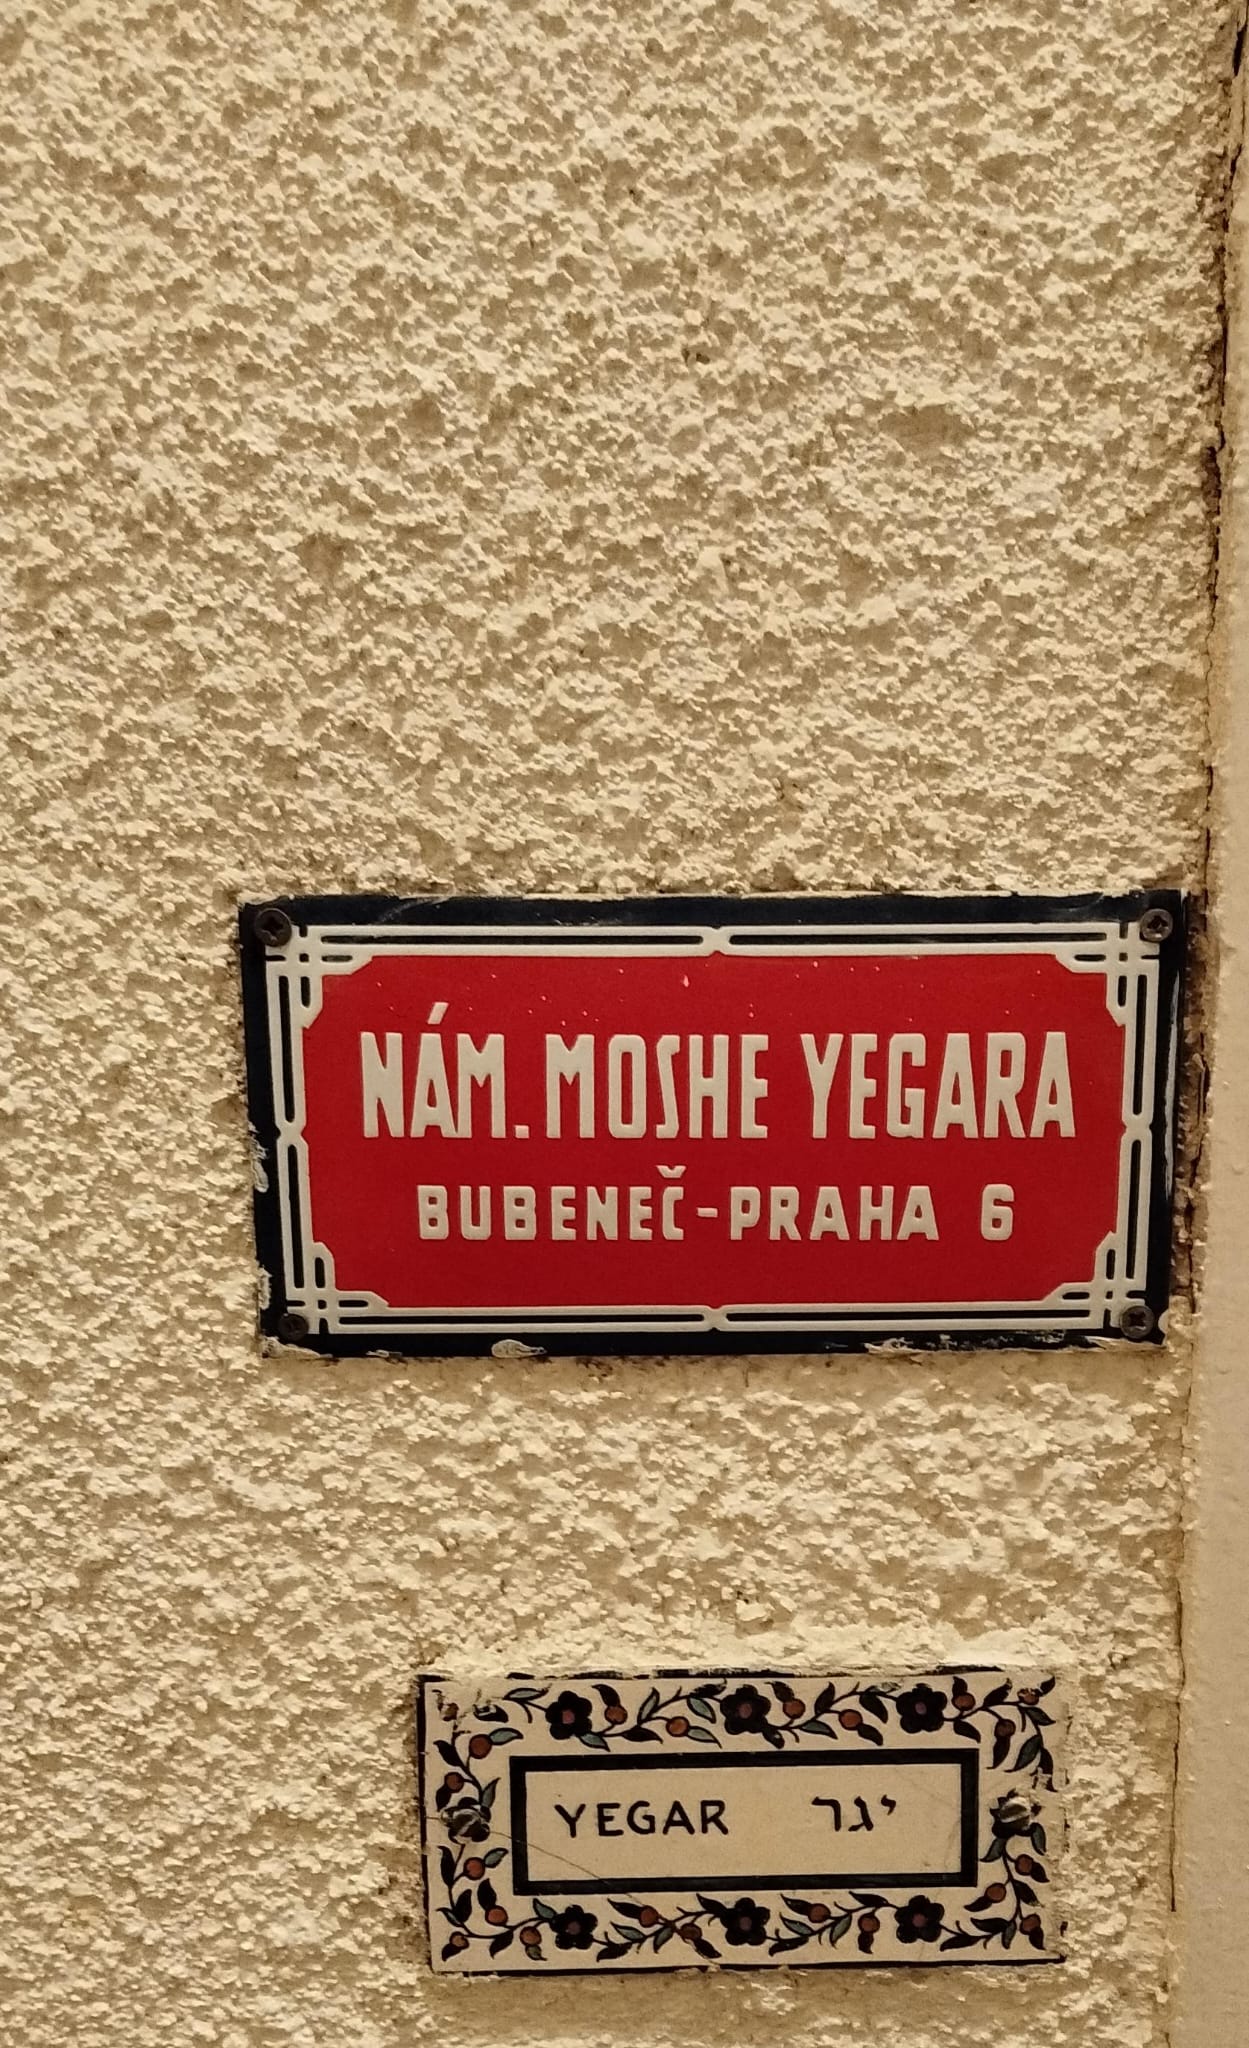 NÁM. MOSHE YEGARA
BUBENEČ-PRAHA 6
YEGAR יגר